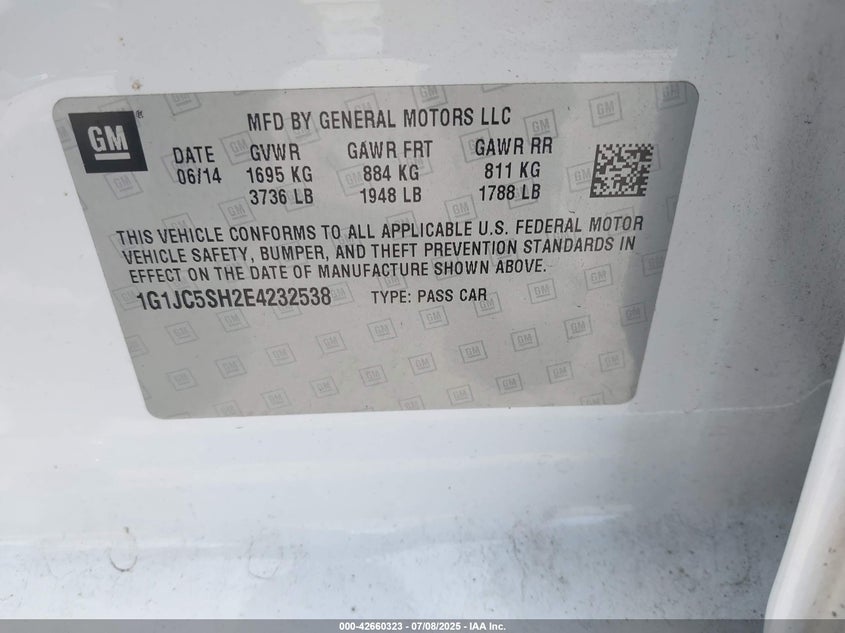 GM
MFD BY GENERAL MOTORS LLC
DATE GVWR GAWR FRT GAWR RR
06/14 1695 KG 884 KG 811 KG
3736 LB 1948 LB 1788 LB
THIS VEHICLE CONFORMS TO ALL APPLICABLE U.S. FEDERAL MOTOR
VEHICLE SAFETY, BUMPER, AND THEFT PREVENTION STANDARDS IN
EFFECT ON THE DATE OF MANUFACTURE SHOWN ABOVE.
1G1JC5SH2E4232538 TYPE: PASS CAR
000-42660323 - 07/08/2025 - IAA Inc.